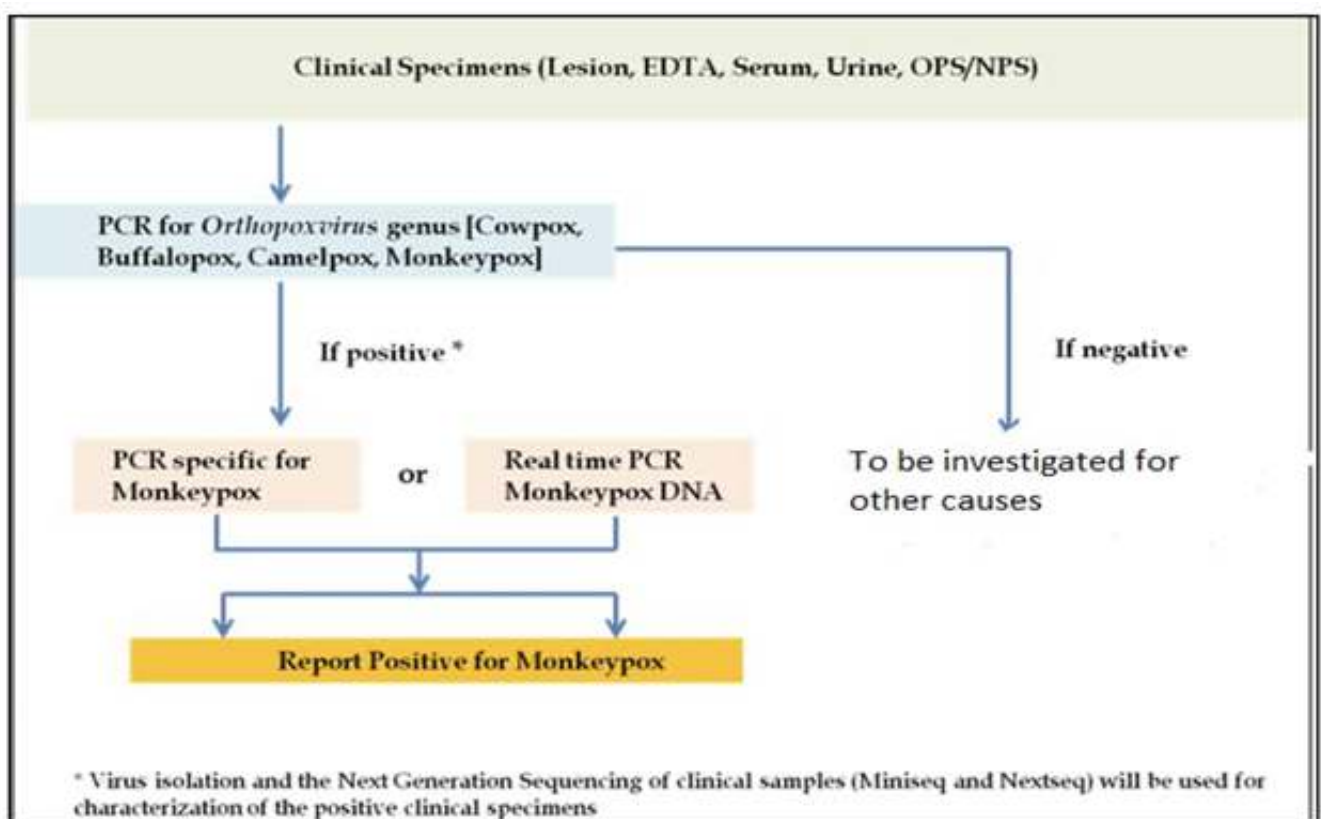 Clinical Specimens (Lesion, EDTA, Serum, Urine, OPS/NPS)
PCR for Orthopoxvirus genus [Cowpox,
Buffalopox, Camelpox, Monkeypox]
If positive *
If negative
PCR specific for
Monkeypox
or
Real time PCR
Monkeypox DNA
To be investigated for
other causes
Report Positive for Monkeypox
* Virus isolation and the Next Generation Sequencing of clinical samples (Miniseq and Nextseq) will be used for
characterization of the positive clinical specimens